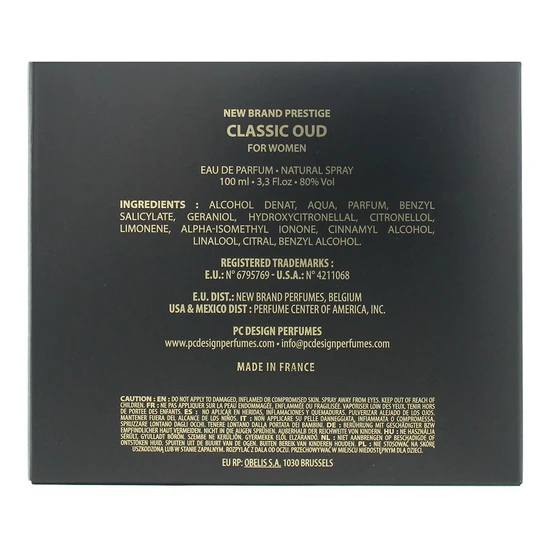 NEW BRAND PRESTIGE
CLASSIC OUD
FOR WOMEN
EAU DE PARFUM • NATURAL SPRAY
100 ml • 3,3 Fl.oz • 80% Vol
INGREDIENTS : ALCOHOL DENAT, AQUA, PARFUM, BENZYL
SALICYLATE, GERANIOL, HYDROXYCITRONELLAL, CITRONELLOL,
LIMONENE, ALPHA-ISOMETHYL IONONE, CINNAMYL ALCOHOL,
LINALOOL, CITRAL, BENZYL ALCOHOL.
REGISTERED TRADEMARKS :
E.U.: N° 6795769 - U.S.A.: N° 4211068
E.U. DIST.: NEW BRAND PERFUMES, BELGIUM
USA & MEXICO DIST : PERFUME CENTER OF AMERICA, INC.
PC DESIGN PERFUMES
www.pcdesignperfumes.com • info@pcdesignperfumes.com
MADE IN FRANCE
CAUTION : EN : DO NOT APPLY TO DAMAGED, INFLAMED OR COMPROMISED SKIN. SPRAY AWAY FROM EYES. KEEP OUT OF REACH OF
CHILDREN. FR : NE PAS APPLIQUER SUR LA PEAU ENDOMMAGÉE, ENFLAMMÉE OU FRAGILISÉE, VAPORISER LOIN DES YEUX. TENIR HORS
DE PORTEE DES ENFANTS. ES : NO APLICAR EN HERIDAS, INFLAMACIONES Y QUEMADURAS. PULVERIZAR ALEJADO DE LOS OJOS.
MANTENER FUERA DEL ALCANCE DE LOS NIÑOS. IT : NON APPLICARE SULLA PELLE DANNEGGIATA, INFIAMMATA O COMPROMESSA.
SPRUZZARE LONTANO DAGLI OCCHI. TENERE LONTANO DALLA PORTATA DEI BAMBINI. DE : BERÜHRUNG MIT GESCHÄDIGTER BZW
EMPFINDLICHER HAUT VERMEIDEN. NICHT IN DIE AUGEN SPRÜHEN. AUßERHALB DER REICHWEITE VON KINDERN. HU : NE HASZNÁLJA
SÉRÜLT, GYULLADT BŐRÖN. SZEMBE NE KERÜLJÖN. GYERMEKEK ELŐL ELZÁRANDÓ. NL : NIET AANBRENGEN OP BESCHADIGDE OF
ONTSTOKEN HUID. SPUITEN UIT DE BUURT VAN DE OGEN. BUITEN BEREIK VAN KINDEREN HOUDEN. PL : NIE STOSOWAĆ NA SKÓRĘ
USZKODZONĄ LUB W STANIE ZAPALNYM. ROZPYLAĆ Z DALA OD OCZU. PRZECHOWYWAĆ W MIEJSCU NIEDOSTĘPNYM DLA DZIECI.
EU RP: OBELIS S.A. 1030 BRUSSELS